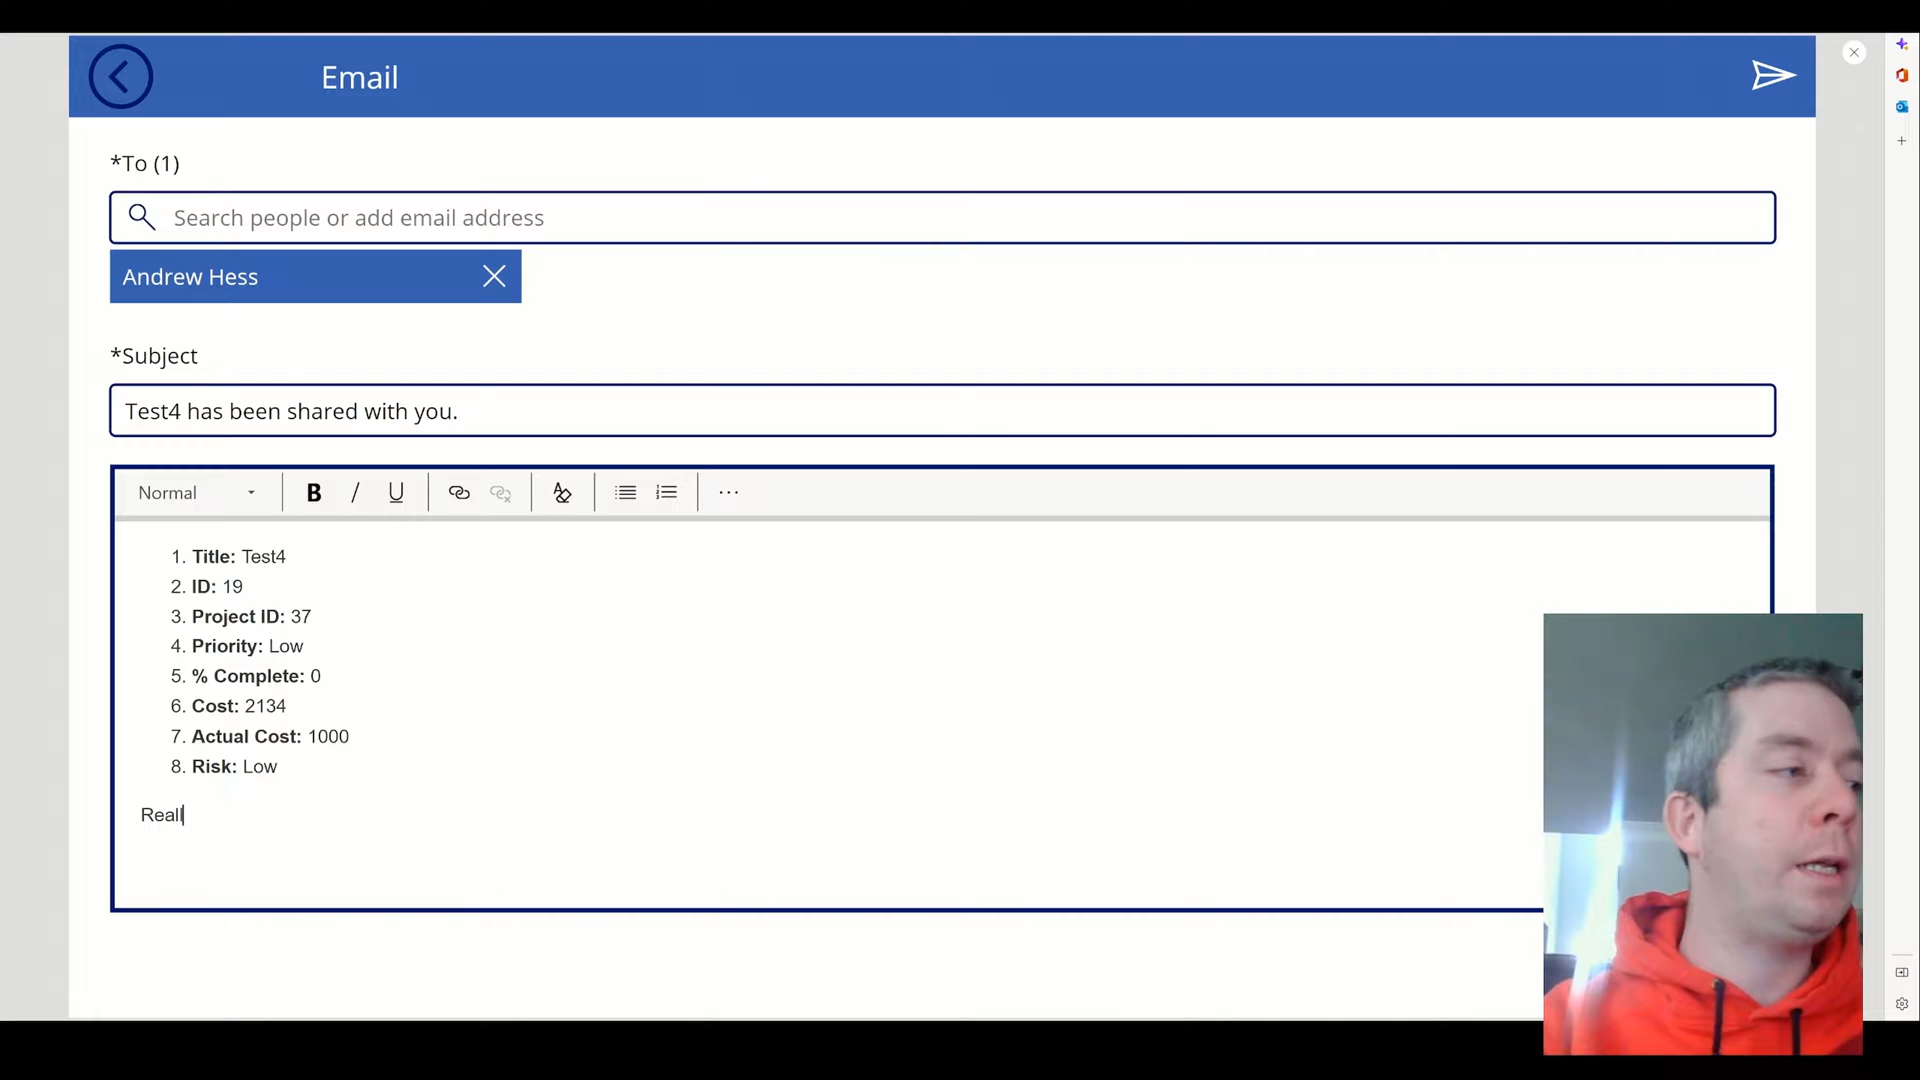 Email
*To (1)
Search people or add email address
Andrew Hess
*Subject
Test4 has been shared with you.
Normal B / U ...
1. Title: Test4
2. ID: 19
3. Project ID: 37
4. Priority: Low
5. % Complete: 0
6. Cost: 2134
7. Actual Cost: 1000
8. Risk: Low
Reall